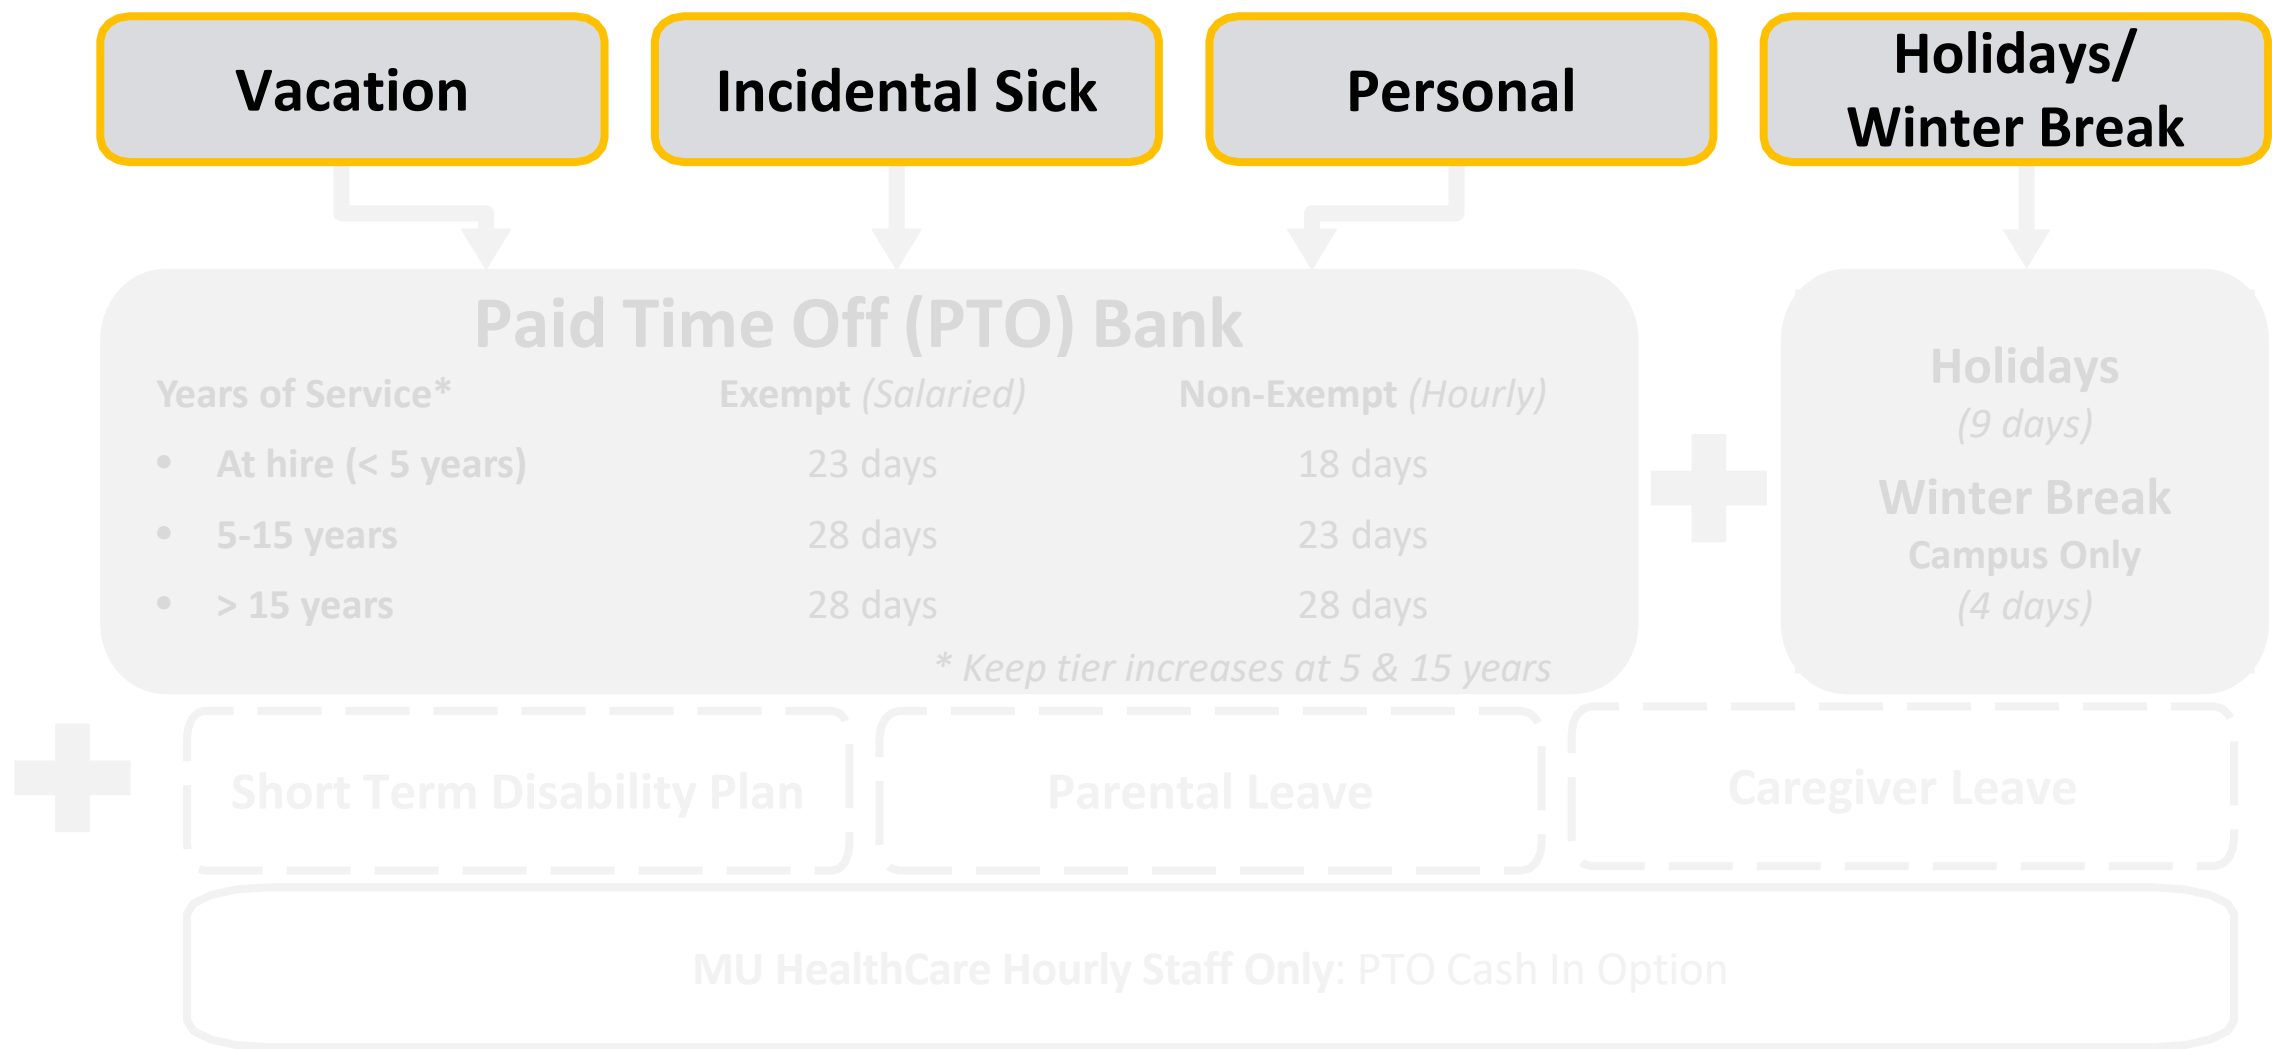 Vacation
Incidental Sick
Personal
Holidays/
Winter Break
Paid Time Off (PTO) Bank
Years of Service* Exempt (Salaried) Non-Exempt (Hourly)
• At hire (< 5 years) 23 days 18 days
• 5-15 years 28 days 23 days
• > 15 years 28 days 28 days
* Keep tier increases at 5 & 15 years
Holidays
(9 days)
Winter Break
Campus Only
(4 days)
Short Term Disability Plan
Parental Leave
Caregiver Leave
MU HealthCare Hourly Staff Only: PTO Cash In Option